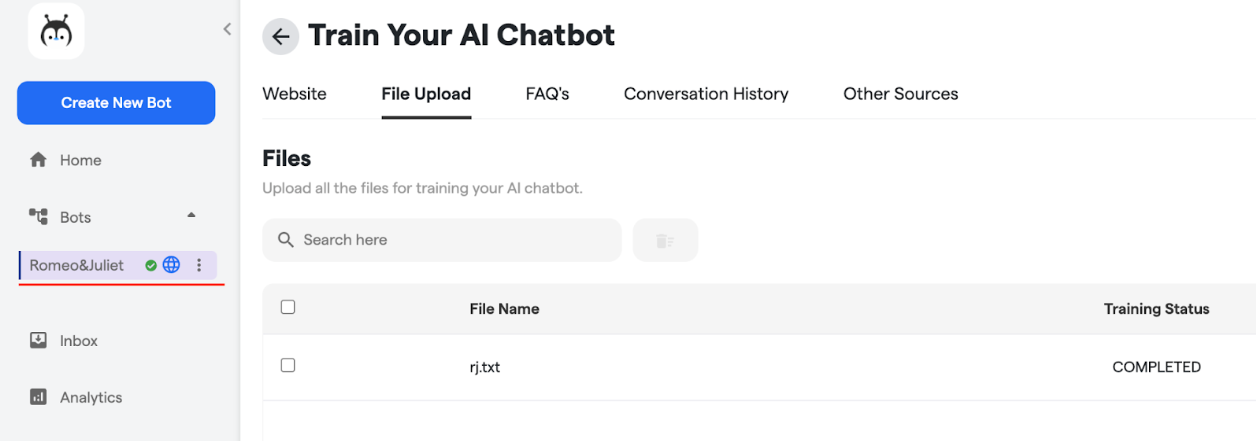 Train Your AI Chatbot
Create New Bot
Home
Bots
Romeo&Juliet
Inbox
Analytics
Website File Upload FAQ's Conversation History Other Sources
Files
Upload all the files for training your AI chatbot.
Search here
File Name Training Status
rj.txt COMPLETED